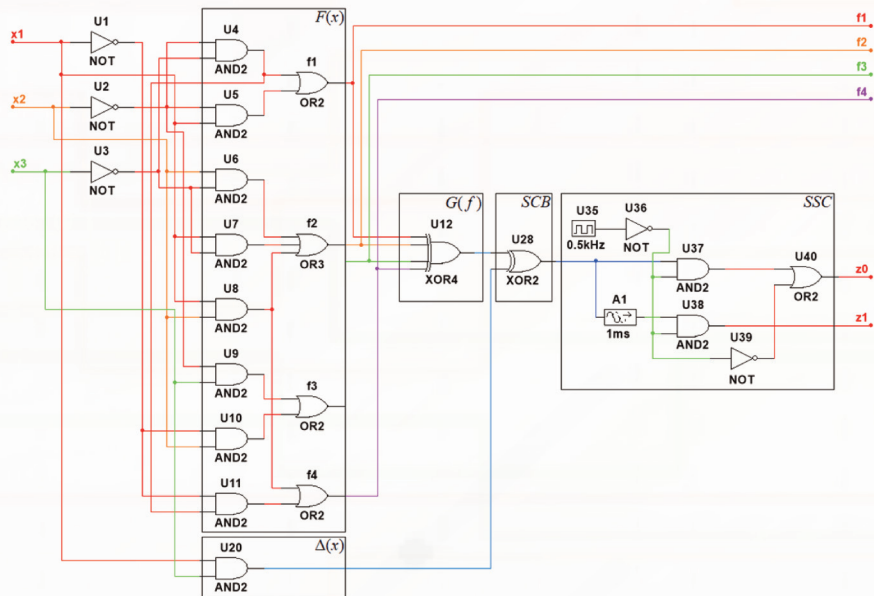 F(x)
f1
x1
U1
NOT
U4
AND2
f1
OR2
f2
f3
x2
U2
NOT
U5
AND2
f4
x3
U3
NOT
U6
AND2
G(f)
SCB
SSC
U7
AND2
f2
OR3
U12
XOR4
U28
XOR2
U35
0.5kHz
U36
NOT
U37
AND2
U40
OR2
z0
U8
AND2
A1
1ms
U38
AND2
z1
U39
NOT
U9
AND2
f3
OR2
U10
AND2
U11
AND2
f4
OR2
Δ(x)
U20
AND2